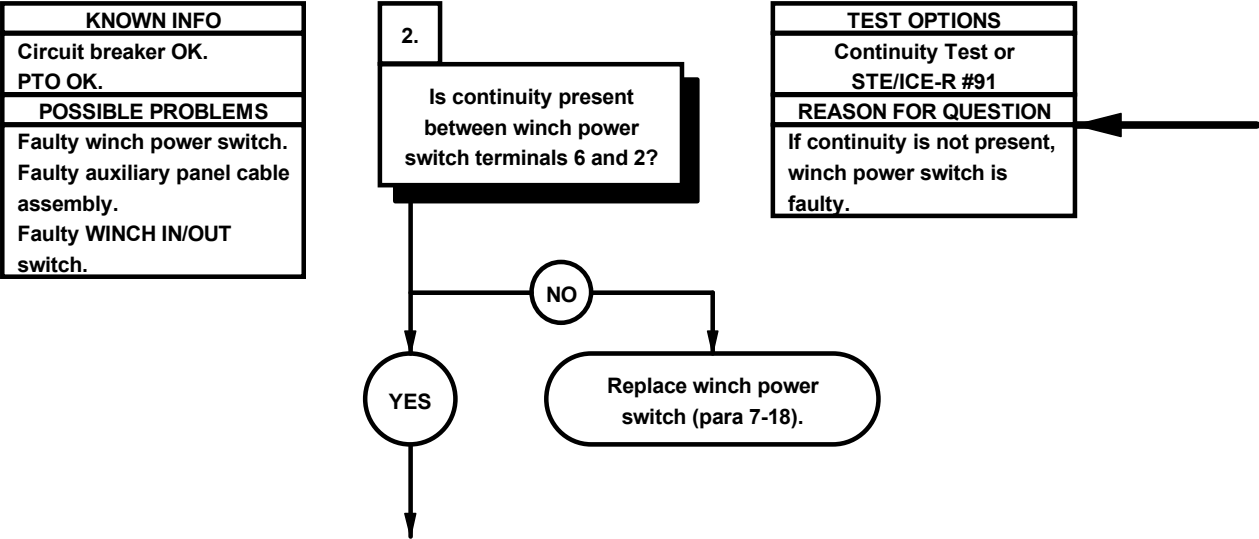 KNOWN INFO
Circuit breaker OK.
PTO OK.
POSSIBLE PROBLEMS
Faulty winch power switch.
Faulty auxiliary panel cable
assembly.
Faulty WINCH IN/OUT
switch.
2.
Is continuity present
between winch power
switch terminals 6 and 2?
TEST OPTIONS
Continuity Test or
STE/ICE-R #91
REASON FOR QUESTION
If continuity is not present,
winch power switch is
faulty.
NO
YES
Replace winch power
switch (para 7-18).